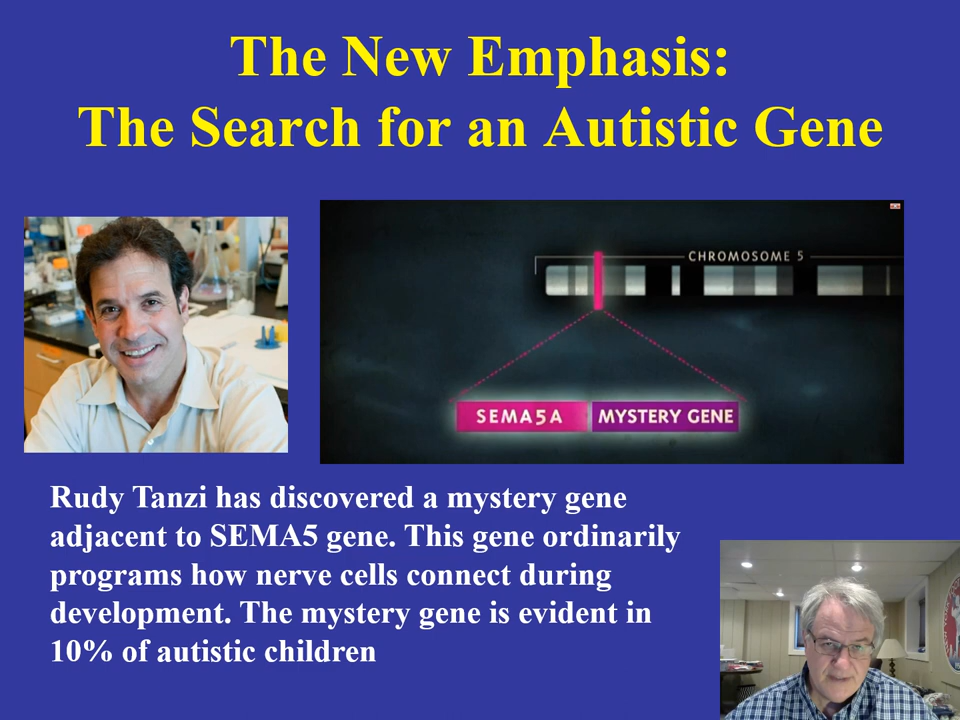 The New Emphasis:
The Search for an Autistic Gene
CHROMOSOME 5
SEMA5A
MYSTERY GENE
Rudy Tanzi has discovered a mystery gene
adjacent to SEMA5 gene. This gene ordinarily
programs how nerve cells connect during
development. The mystery gene is evident in
10% of autistic children